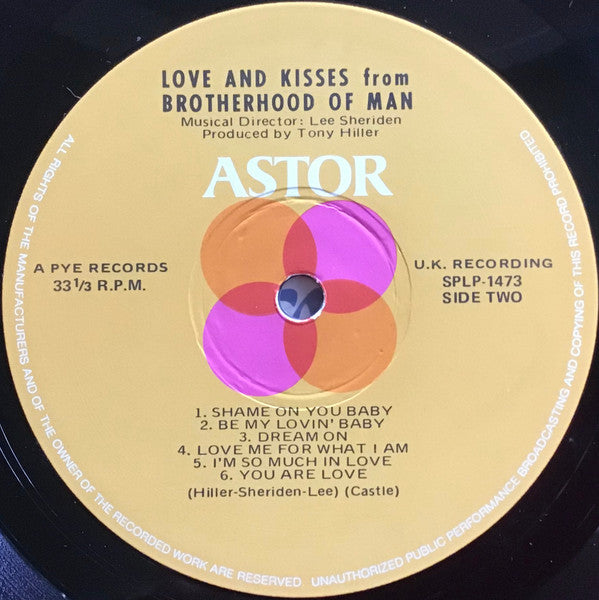 LOVE AND KISSES from
BROTHERHOOD OF MAN
Musical Director: Lee Sheriden
Produced by Tony Hiller
ASTOR
A PYE RECORDS
33 1/3 R.P.M.
U.K. RECORDING
SPLP-1473
SIDE TWO
1. SHAME ON YOU BABY
2. BE MY LOVIN' BABY
3. DREAM ON
4. LOVE ME FOR WHAT I AM
5. I'M SO MUCH IN LOVE
6. YOU ARE LOVE
(Hiller-Sheriden-Lee) (Castle)
ALL RIGHTS OF THE MANUFACTURERS AND OF THE OWNER OF THE RECORDED WORK ARE RESERVED. UNAUTHORIZED PUBLIC PERFORMANCE BROADCASTING AND COPYING OF THIS RECORD PROHIBITED